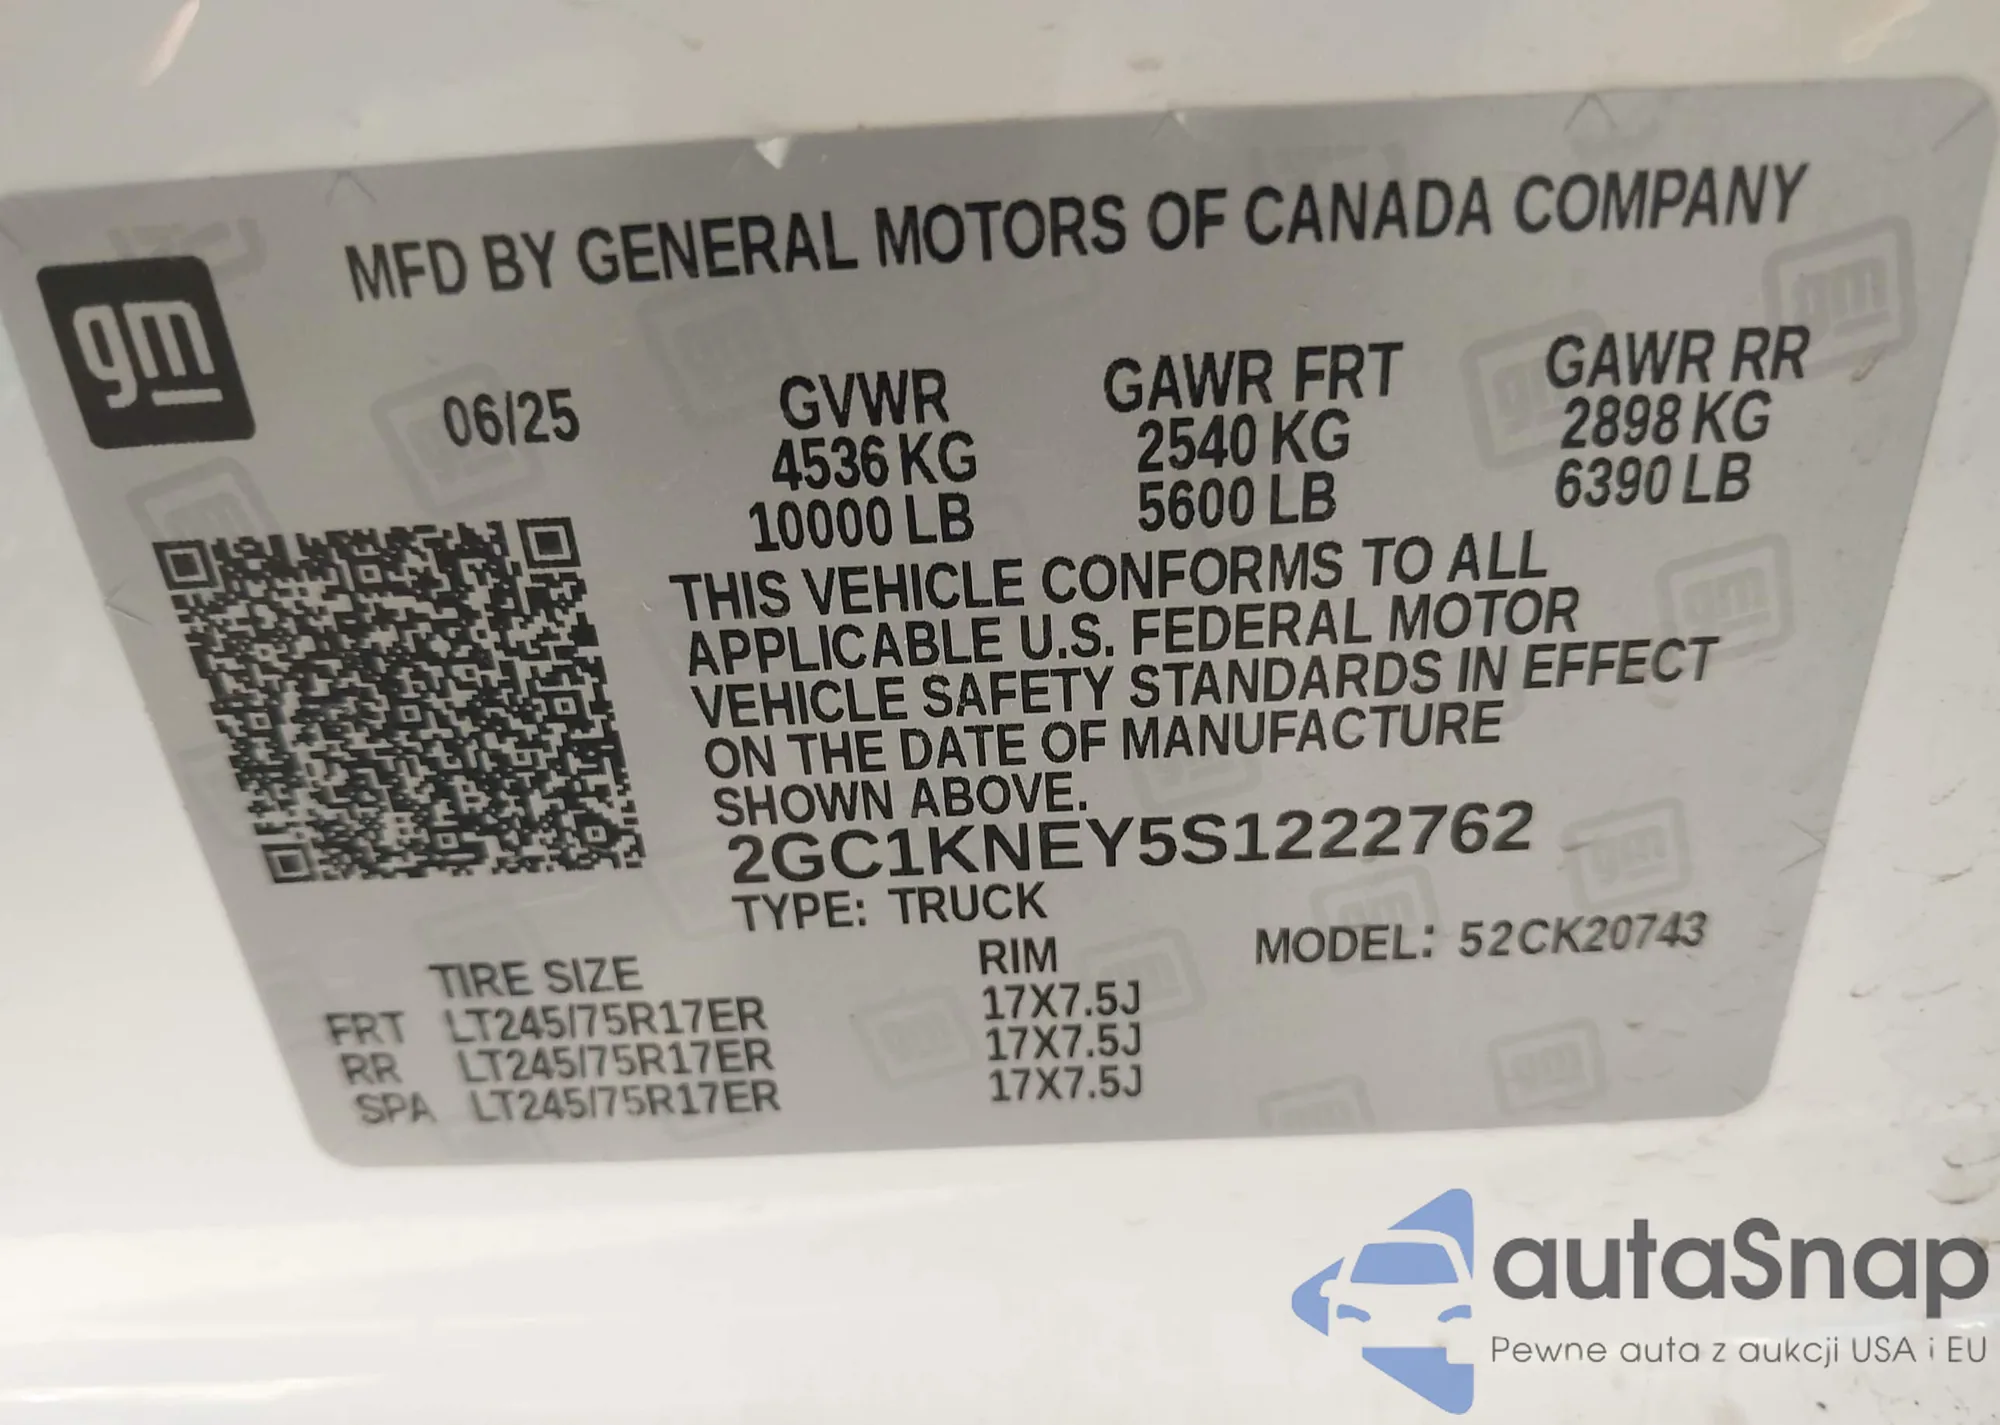 MFD BY GENERAL MOTORS OF CANADA COMPANY
gm
06/25
GVWR
4536 KG
10000 LB
GAWR FRT
2540 KG
5600 LB
GAWR RR
2898 KG
6390 LB
THIS VEHICLE CONFORMS TO ALL
APPLICABLE U.S. FEDERAL MOTOR
VEHICLE SAFETY STANDARDS IN EFFECT
ON THE DATE OF MANUFACTURE
SHOWN ABOVE.
2GC1KNEY5S1222762
TYPE: TRUCK
MODEL: 52CK20743
TIRE SIZE RIM
FRT LT245/75R17ER 17X7.5J
RR LT245/75R17ER 17X7.5J
SPA LT245/75R17ER 17X7.5J
autaSnap
Pewne auta z aukcji USA i EU